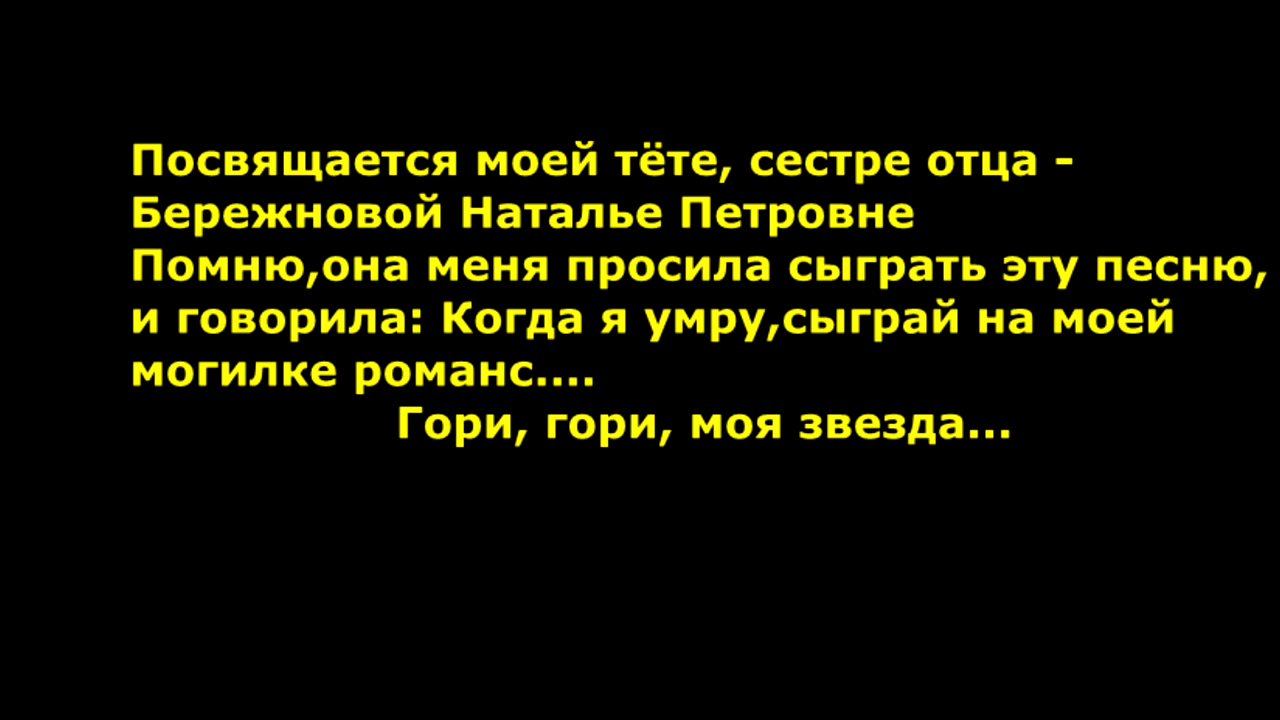 Посвящается моей тёте, сестре отца -
Бережновой Наталье Петровне
Помню,она меня просила сыграть эту песню,
и говорила: Когда я умру,сыграй на моей
могилке романс....
Гори, гори, моя звезда...